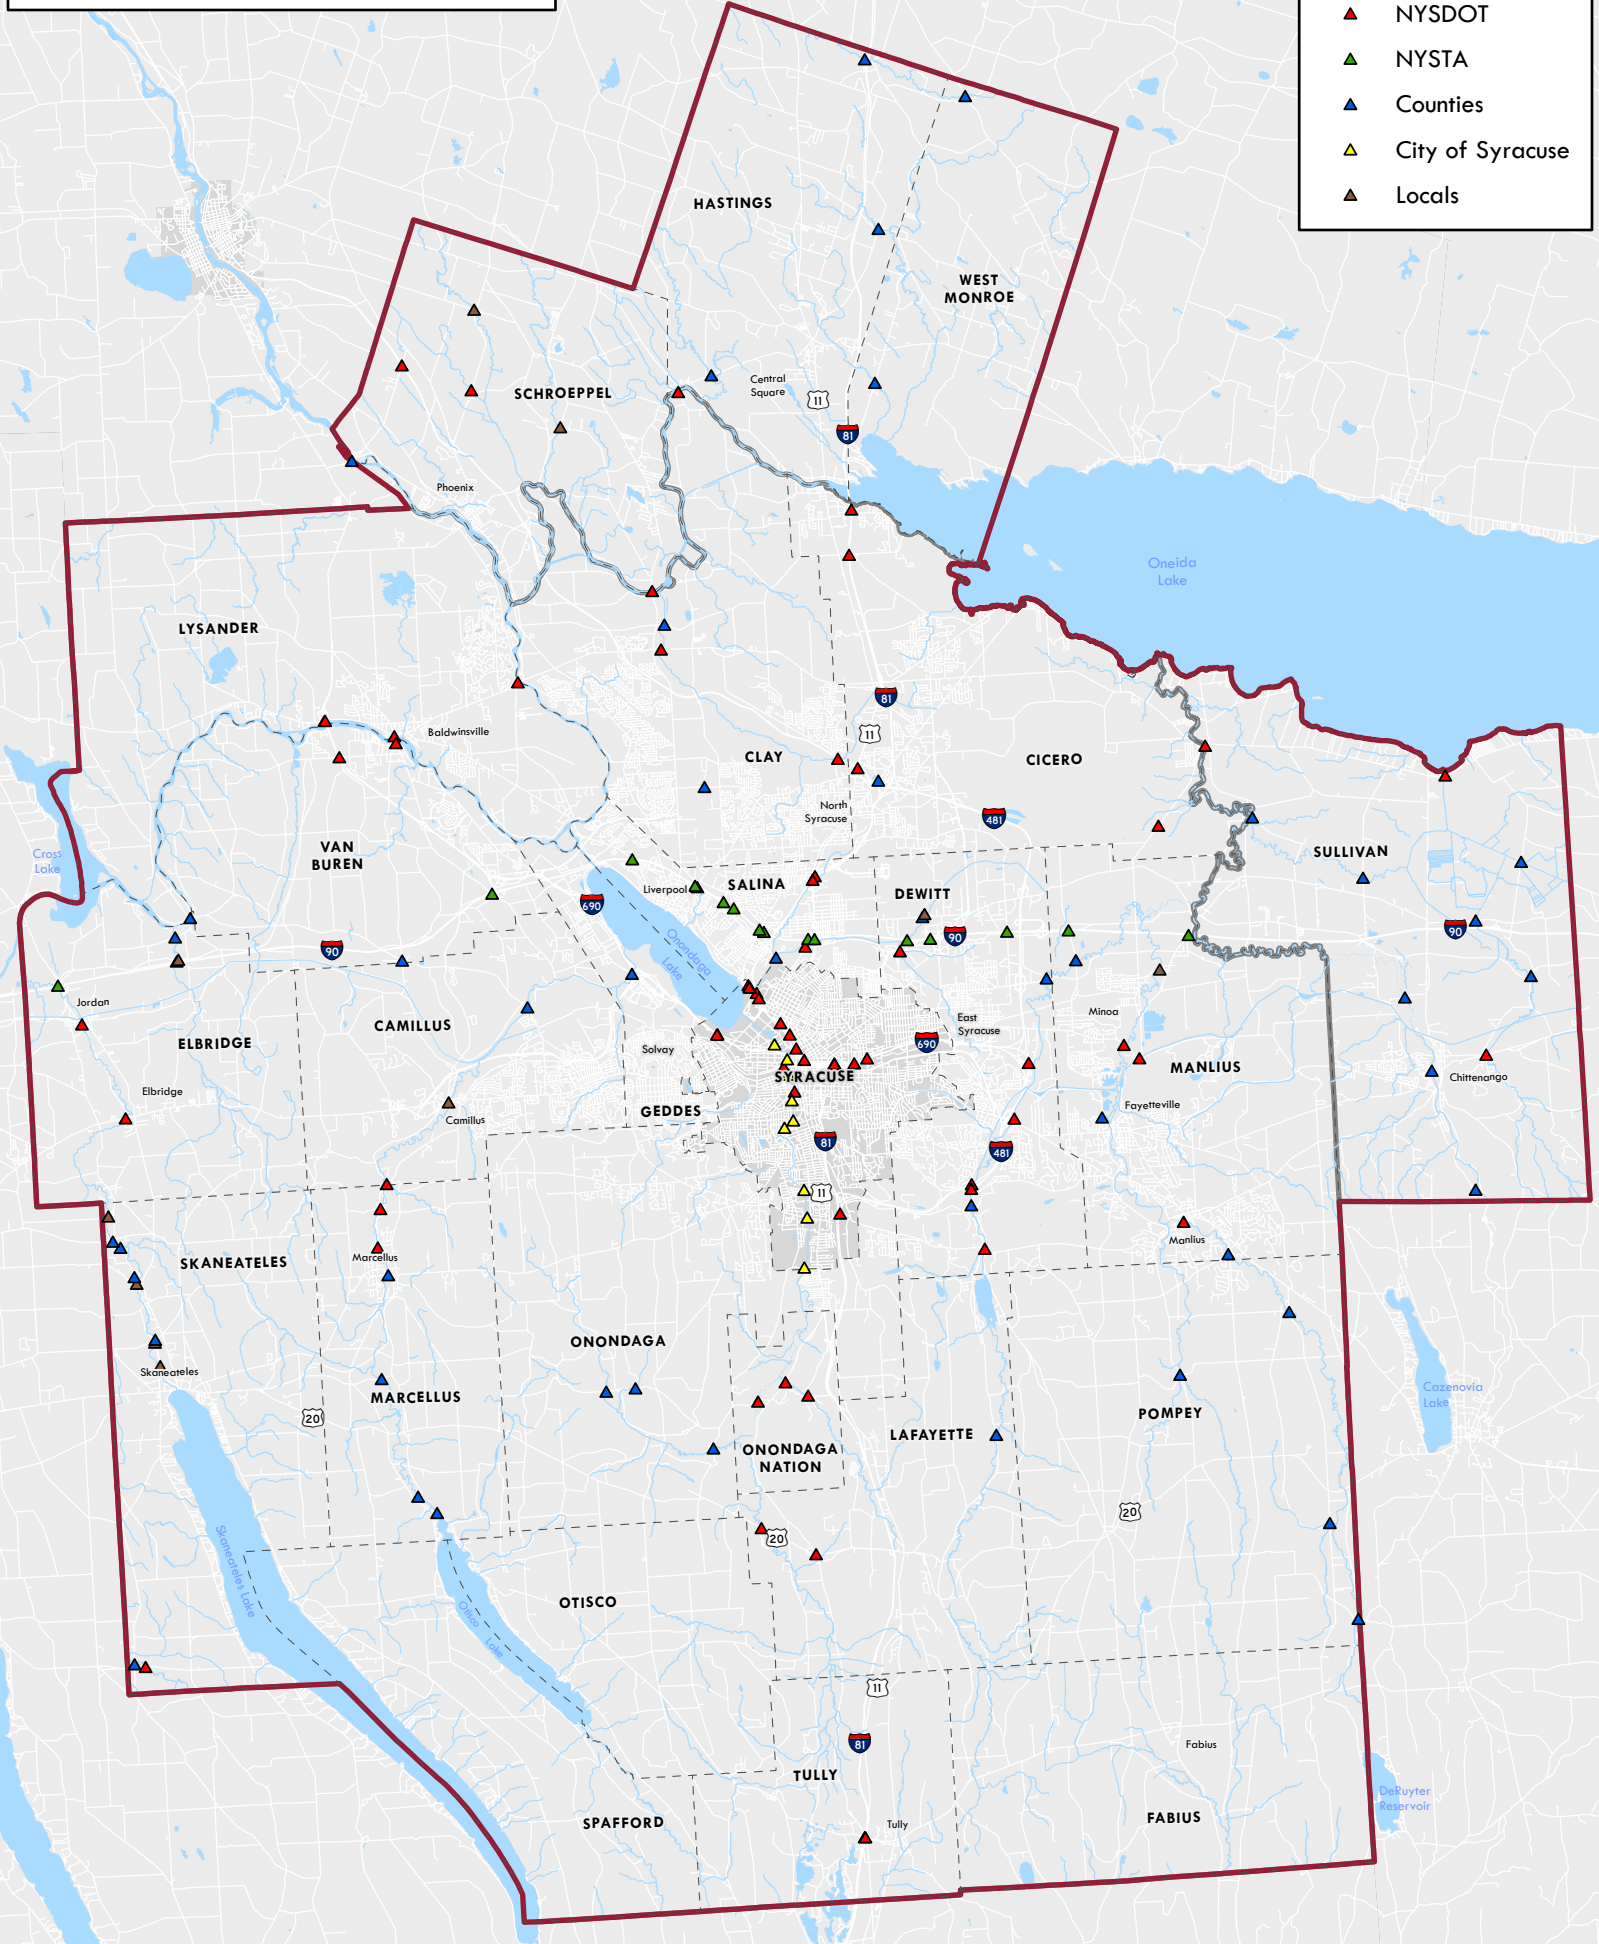 NYSDOT
NYSTA
Counties
City of Syracuse
Locals
HASTINGS
WEST
MONROE
SCHROEPPEL
Central
Square
11
81
Phoenix
Oneida
Lake
LYSANDER
81
11
Baldwinsville
CLAY
CICERO
North
Syracuse
481
VAN
BUREN
Cross
Lake
SULLIVAN
Liverpool
SALINA
DEWITT
690
90
90
90
Onondaga
Lake
Jordan
CAMILLUS
ELBRIDGE
East
Syracuse
Minoa
690
Solvay
SYRACUSE
MANLIUS
Chittenango
Elbridge
Camillus
GEDDES
Fayetteville
81
481
11
Manlius
Marcellus
SKANEATELES
ONONDAGA
Skaneateles
MARCELLUS
20
Cazenovia
Lake
POMPEY
LAFAYETTE
ONONDAGA
NATION
20
20
Skaneateles Lake
OTISCO
Otisco Lake
11
81
Fabius
TULLY
DeRuyter
Reservoir
SPAFFORD
Tully
FABIUS